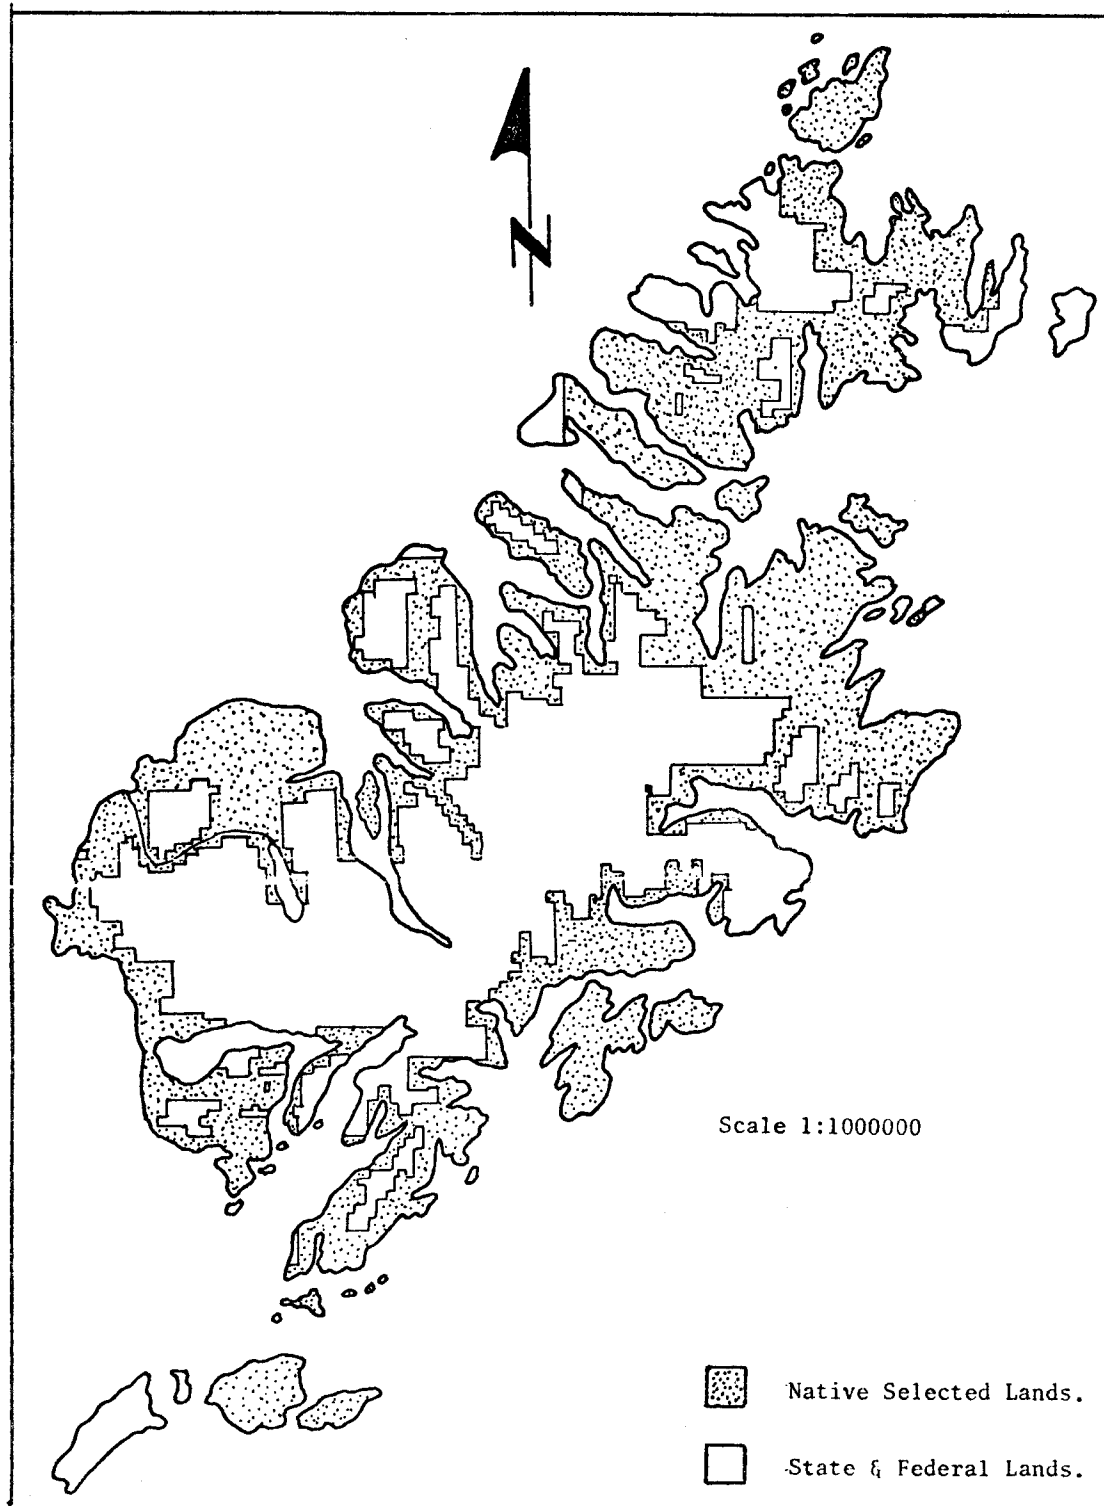 N
Scale 1:1000000
Native Selected Lands.
State & Federal Lands.